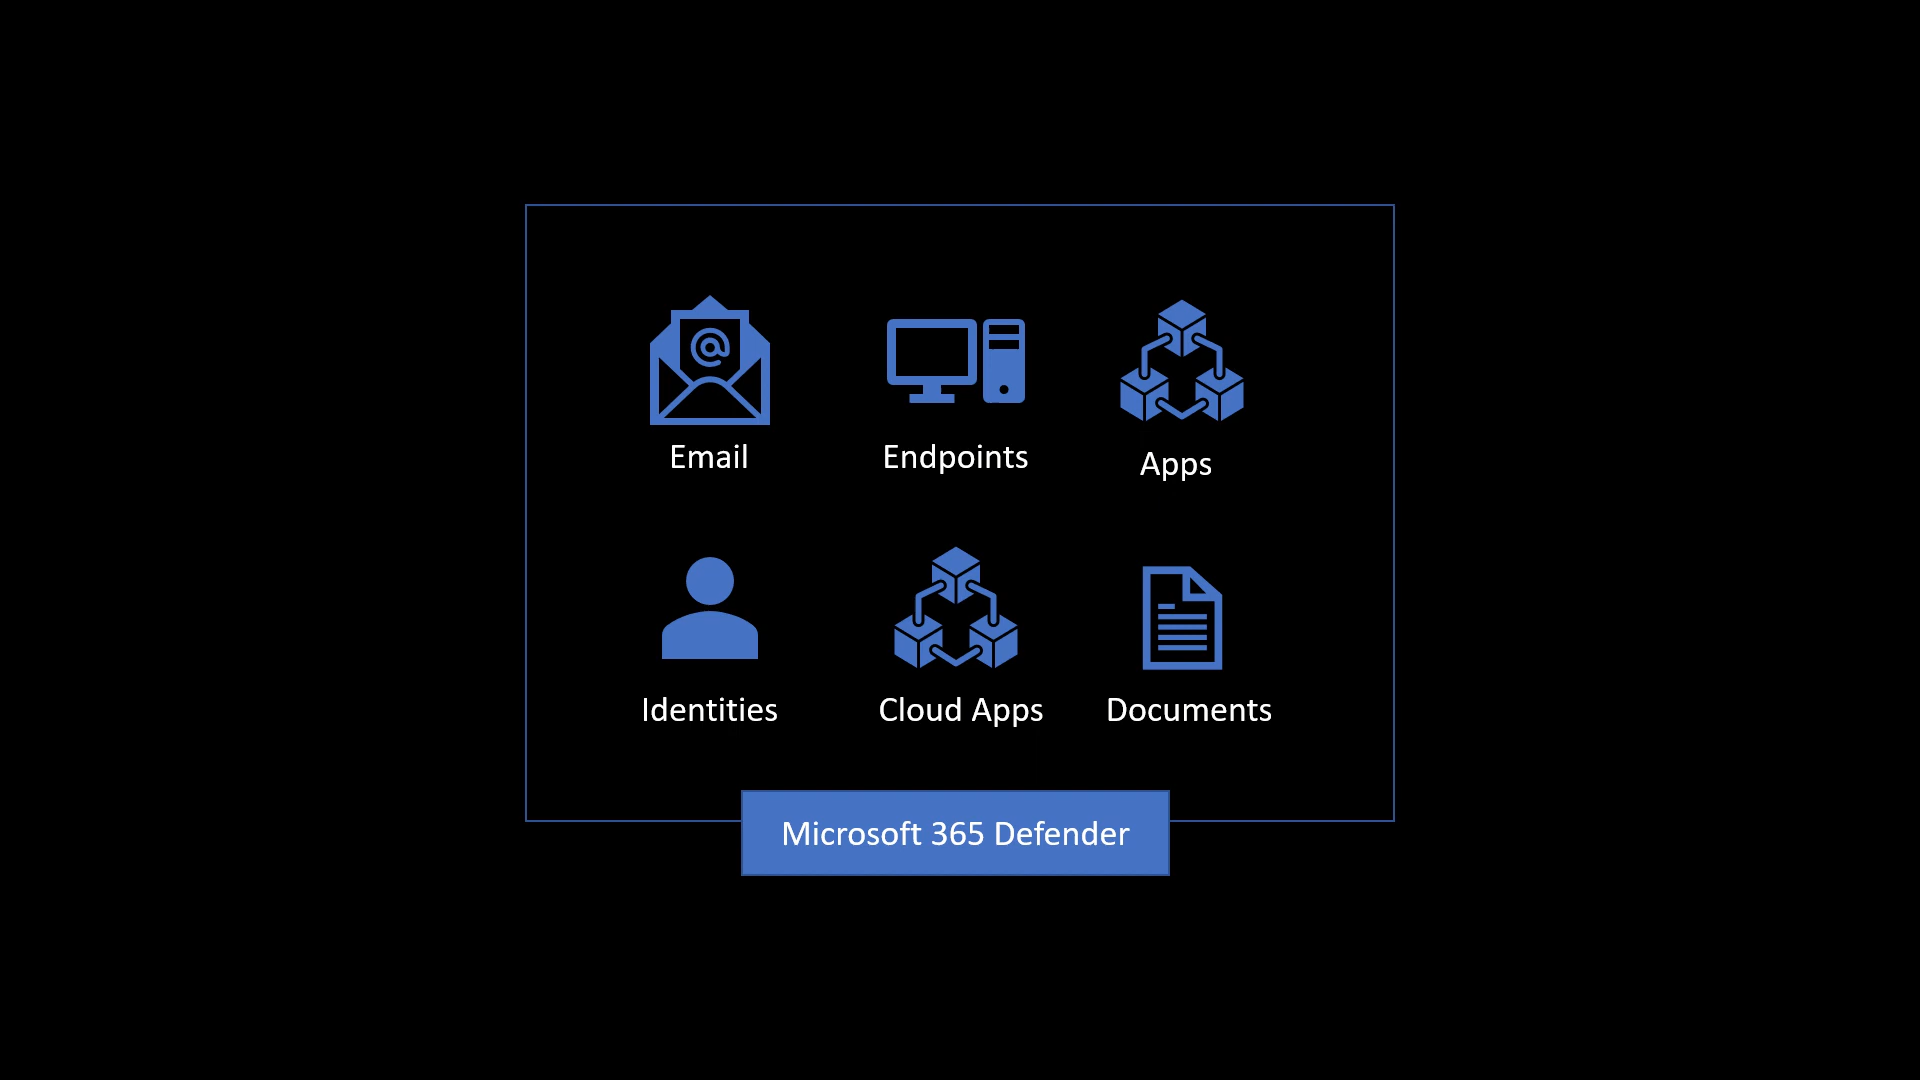 Email
Endpoints
Apps
Identities
Cloud Apps
Documents
Microsoft 365 Defender